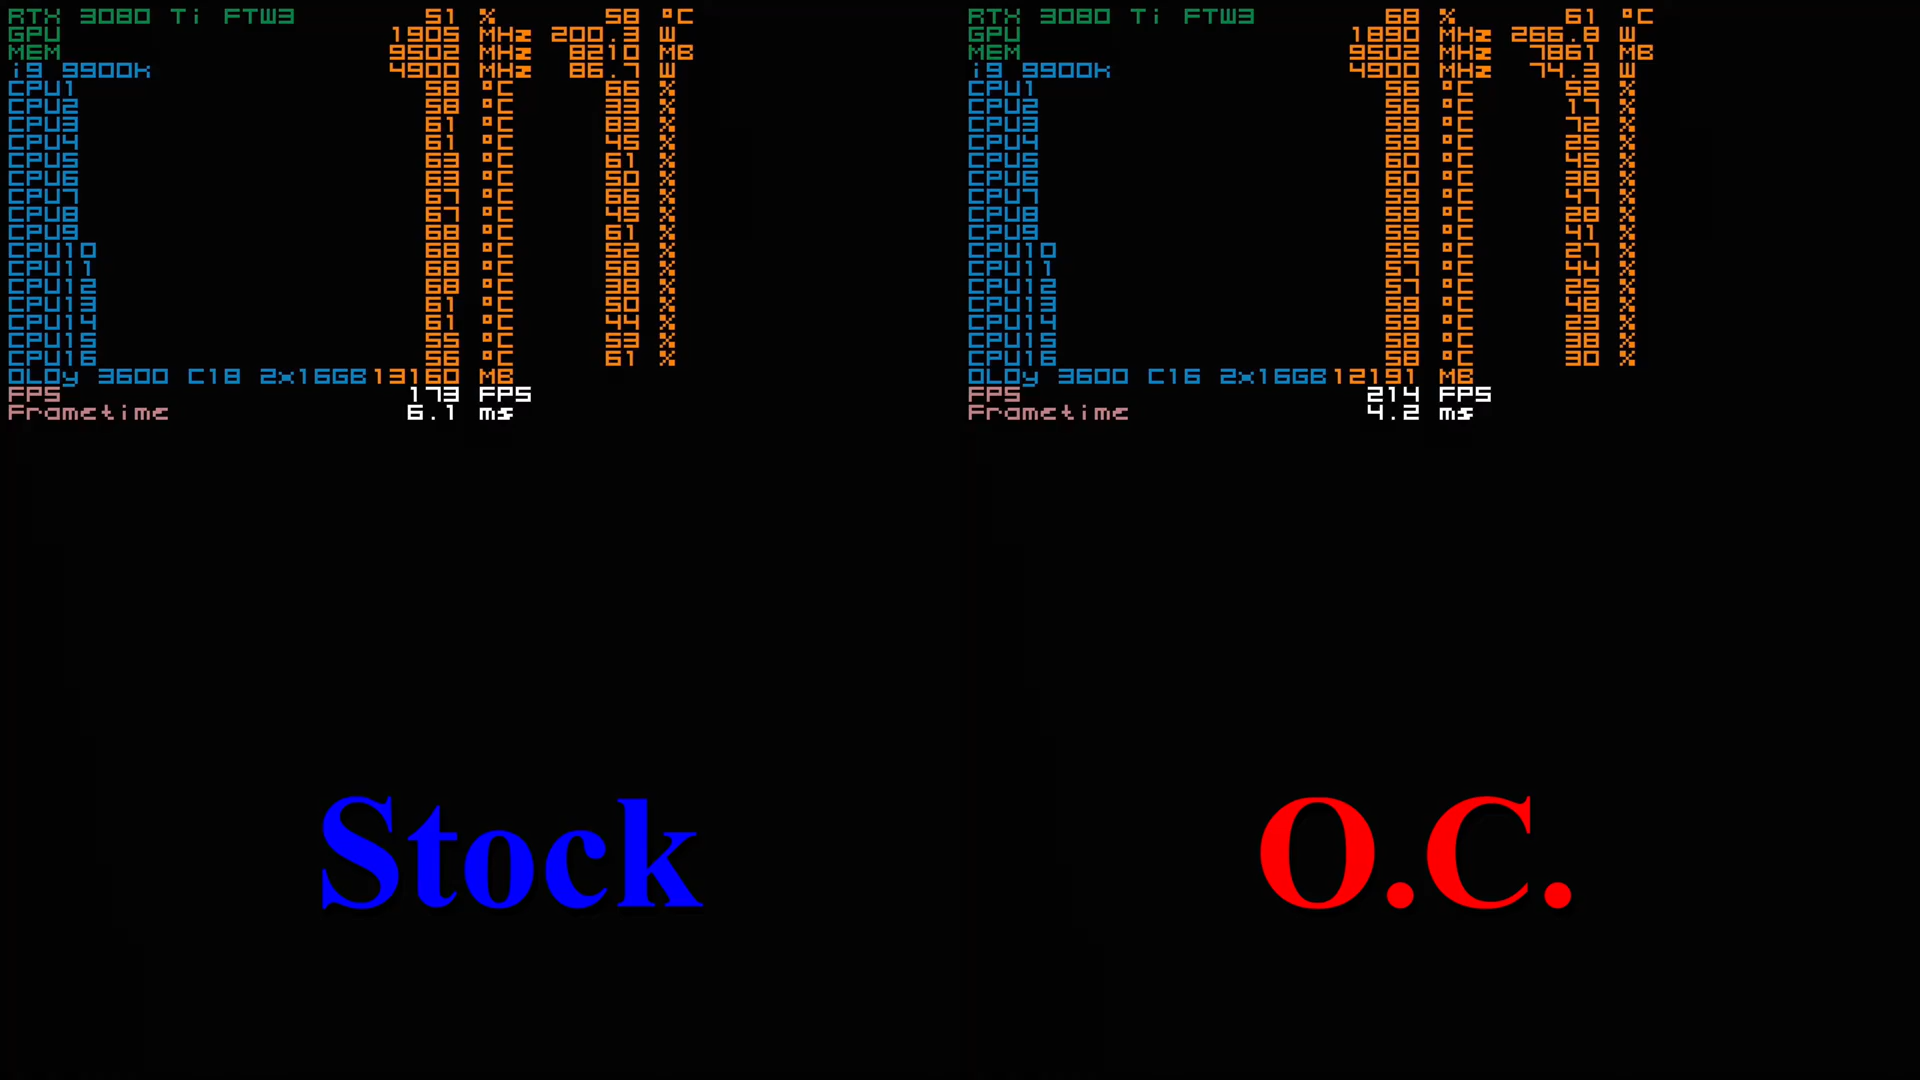 RTX 3080 Ti FTW3 51 % 58 °C
GPU 1905 MHz 200.3 W
MEM 9502 MHz 8210 MB
i9 9900k 4900 MHz 86.7 W
CPU1 58 °C 66 %
CPU2 58 °C 33 %
CPU3 61 °C 83 %
CPU4 61 °C 45 %
CPU5 63 °C 61 %
CPU6 63 °C 50 %
CPU7 67 °C 66 %
CPU8 67 °C 45 %
CPU9 68 °C 61 %
CPU10 68 °C 52 %
CPU11 68 °C 58 %
CPU12 68 °C 38 %
CPU13 61 °C 50 %
CPU14 61 °C 44 %
CPU15 55 °C 53 %
CPU16 56 °C 61 %
OLOy 3600 C18 2x16GB 13160 MB
FPS 173 FPS
Frametime 6.1 ms
Stock
RTX 3080 Ti FTW3 68 % 61 °C
GPU 1890 MHz 266.8 W
MEM 9502 MHz 7861 MB
i9 9900k 4900 MHz 74.3 W
CPU1 56 °C 52 %
CPU2 56 °C 17 %
CPU3 59 °C 72 %
CPU4 59 °C 25 %
CPU5 60 °C 45 %
CPU6 60 °C 38 %
CPU7 59 °C 47 %
CPU8 59 °C 28 %
CPU9 55 °C 41 %
CPU10 55 °C 27 %
CPU11 57 °C 44 %
CPU12 57 °C 25 %
CPU13 59 °C 48 %
CPU14 59 °C 23 %
CPU15 58 °C 38 %
CPU16 58 °C 30 %
OLOy 3600 C16 2x16GB 12191 MB
FPS 214 FPS
Frametime 4.2 ms
O.C.